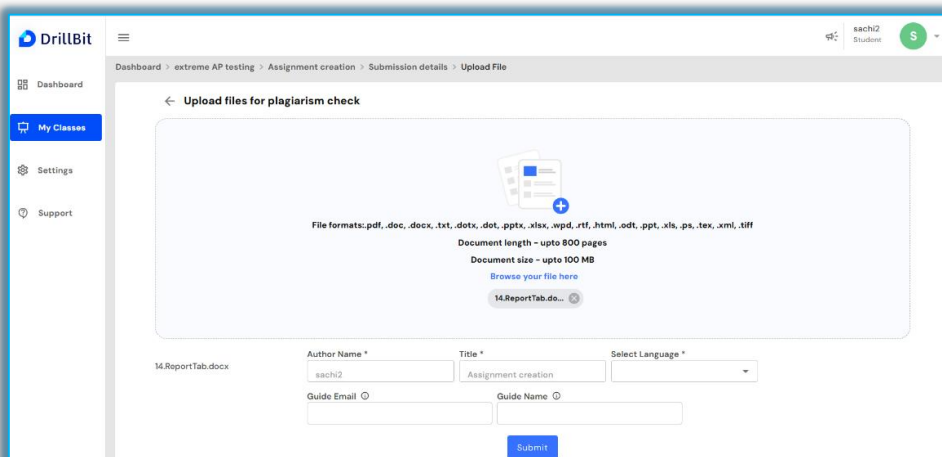 DrillBit
sachi2
Student
S
Dashboard > extreme AP testing > Assignment creation > Submission details > Upload File
Dashboard
My Classes
Settings
Support
← Upload files for plagiarism check
File formats:.pdf, .doc, .docx, .txt, .dotx, .dot, .pptx, .xlsx, .wpd, .rtf, .html, .odt, .ppt, .xls, .ps, .tex, .xml, .tiff
Document length - upto 800 pages
Document size - upto 100 MB
Browse your file here
14.ReportTab.do...
14.ReportTab.docx
Author Name *
Title *
Select Language *
sachi2
Assignment creation
Guide Email
Guide Name
Submit